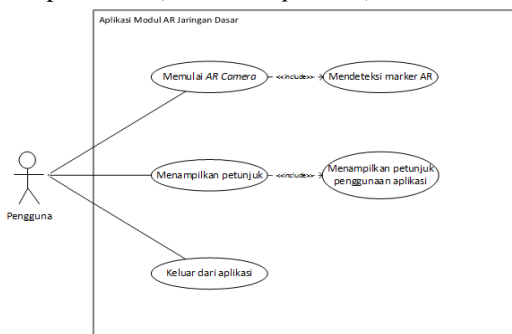 Aplikasi Modul AR Jaringan Dasar
Memulai AR Camera
<<include>>
Mendeteksi marker AR
Menampilkan petunjuk
<<include>>
Menampilkan petunjuk
penggunaan aplikasi
Pengguna
Keluar dari aplikasi